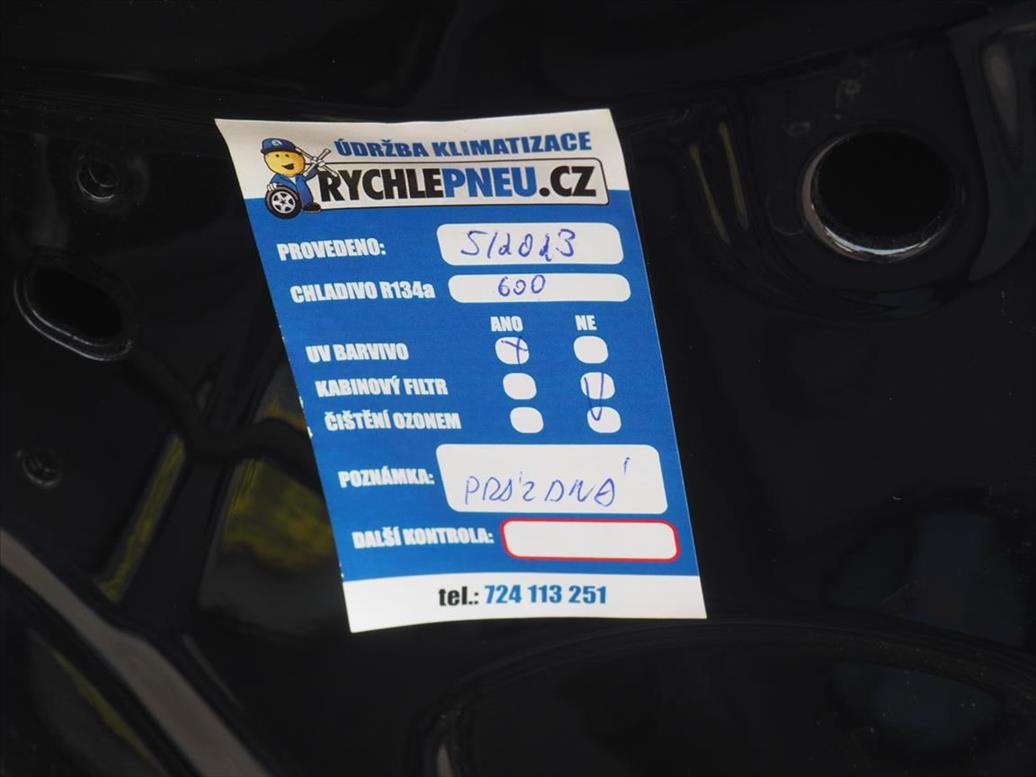 ÚDRŽBA KLIMATIZACE
RYCHLEPNEU.CZ
PROVEDENO: 5/2023
CHLADIVO R134a 600
ANO NE
UV BARVIVO X
KABINOVÝ FILTR
ČIŠTĚNÍ OZONEM
POZNÁMKA: PRÁZDNÁ
DALŠÍ KONTROLA:
tel.: 724 113 251